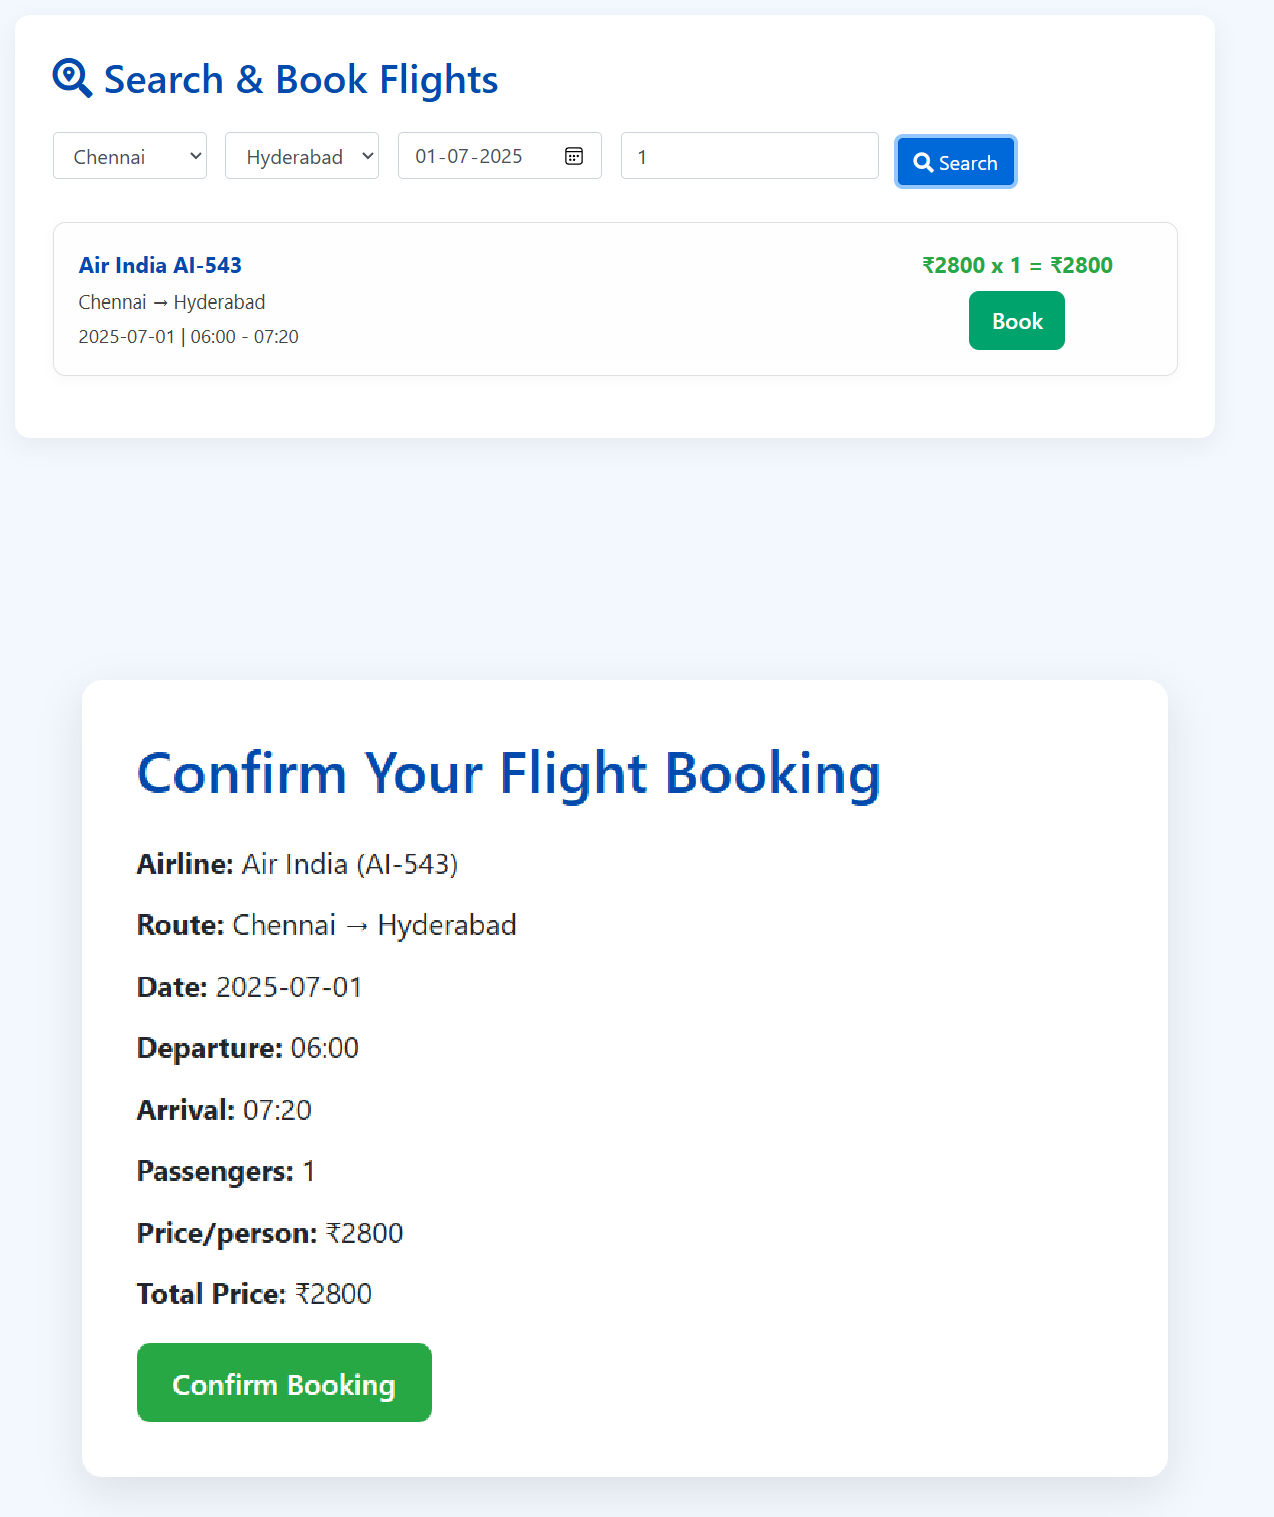 Search & Book Flights
Chennai Hyderabad 01-07-2025 1 Search
Air India AI-543 ₹2800 x 1 = ₹2800
Chennai → Hyderabad
2025-07-01 | 06:00 - 07:20
Book
Confirm Your Flight Booking
Airline: Air India (AI-543)
Route: Chennai → Hyderabad
Date: 2025-07-01
Departure: 06:00
Arrival: 07:20
Passengers: 1
Price/person: ₹2800
Total Price: ₹2800
Confirm Booking